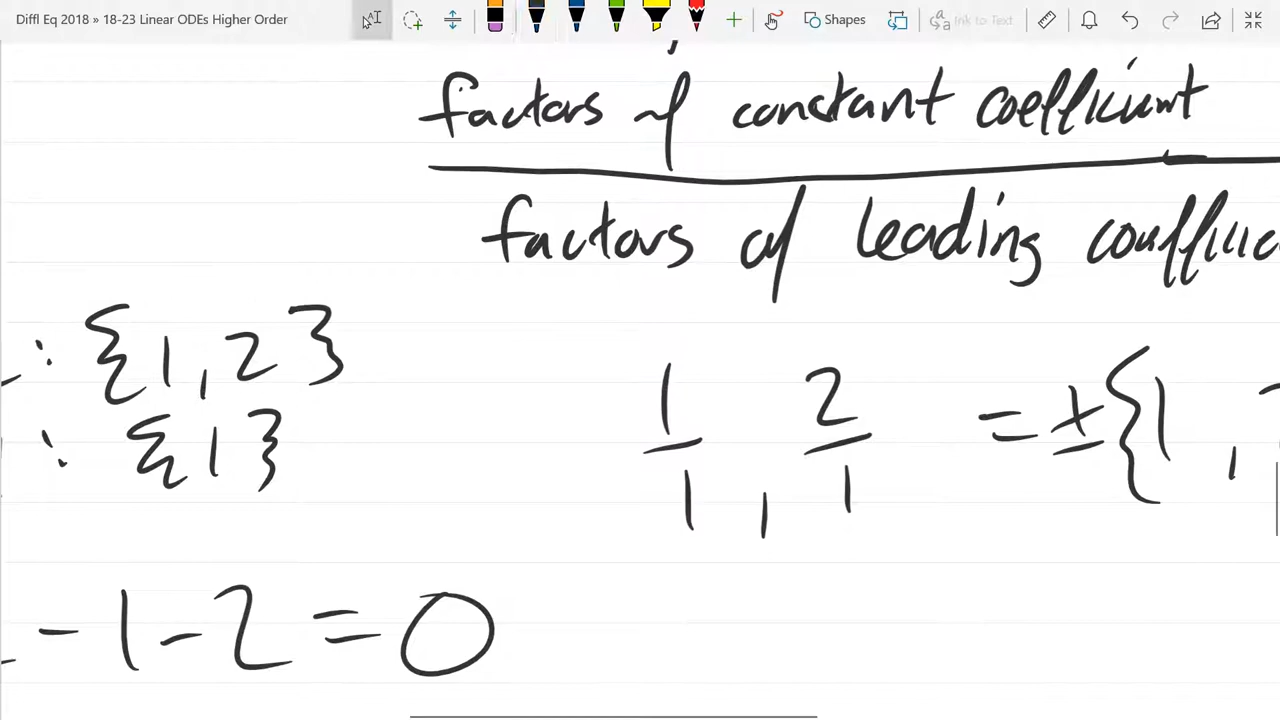 Diffl Eq 2018 » 18-23 Linear ODEs Higher Order
Shapes
Ink to Text
factors of constant coefficient
factors of leading coeffici
: {1, 2}
: {1}
1/1, 2/1 = ± {1,
- 1 - 2 = 0